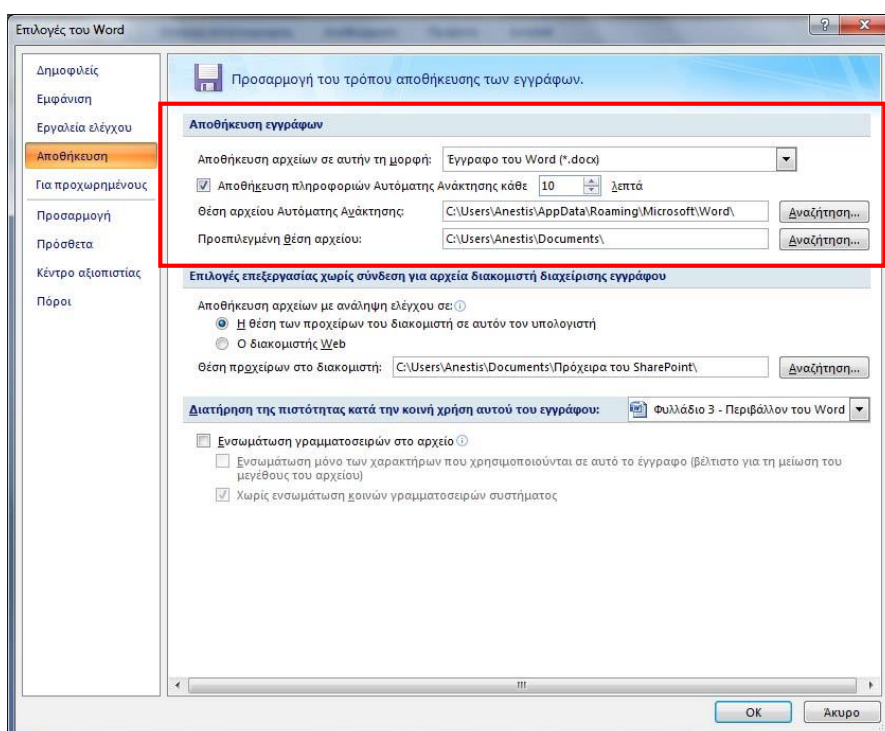 Επιλογές του Word
Δημοφιλείς
Εμφάνιση
Εργαλεία ελέγχου
Αποθήκευση
Για προχωρημένους
Προσαρμογή
Πρόσθετα
Κέντρο αξιοπιστίας
Πόροι
Προσαρμογή του τρόπου αποθήκευσης των εγγράφων.
Αποθήκευση εγγράφων
Αποθήκευση αρχείων σε αυτήν τη μορφή: Έγγραφο του Word (*.docx)
Αποθήκευση πληροφοριών Αυτόματης Ανάκτησης κάθε 10 λεπτά
Θέση αρχείου Αυτόματης Ανάκτησης: C:\Users\Anestis\AppData\Roaming\Microsoft\Word\ Αναζήτηση...
Προεπιλεγμένη θέση αρχείου: C:\Users\Anestis\Documents\ Αναζήτηση...
Επιλογές επεξεργασίας χωρίς σύνδεση για αρχεία διακομιστή διαχείρισης εγγράφου
Αποθήκευση αρχείων με ανάληψη ελέγχου σε:
Η θέση των προχείρων του διακομιστή σε αυτόν τον υπολογιστή
Ο διακομιστής Web
Θέση προχείρων στο διακομιστή: C:\Users\Anestis\Documents\Πρόχειρα του SharePoint\ Αναζήτηση...
Διατήρηση της πιστότητας κατά την κοινή χρήση αυτού του εγγράφου: Φυλλάδιο 3 - Περιβάλλον του Word
Ενσωμάτωση γραμματοσειρών στο αρχείο
Ενσωμάτωση μόνο των χαρακτήρων που χρησιμοποιούνται σε αυτό το έγγραφο (βέλτιστο για τη μείωση του
μεγέθους του αρχείου)
Χωρίς ενσωμάτωση κοινών γραμματοσειρών συστήματος
OK Άκυρο